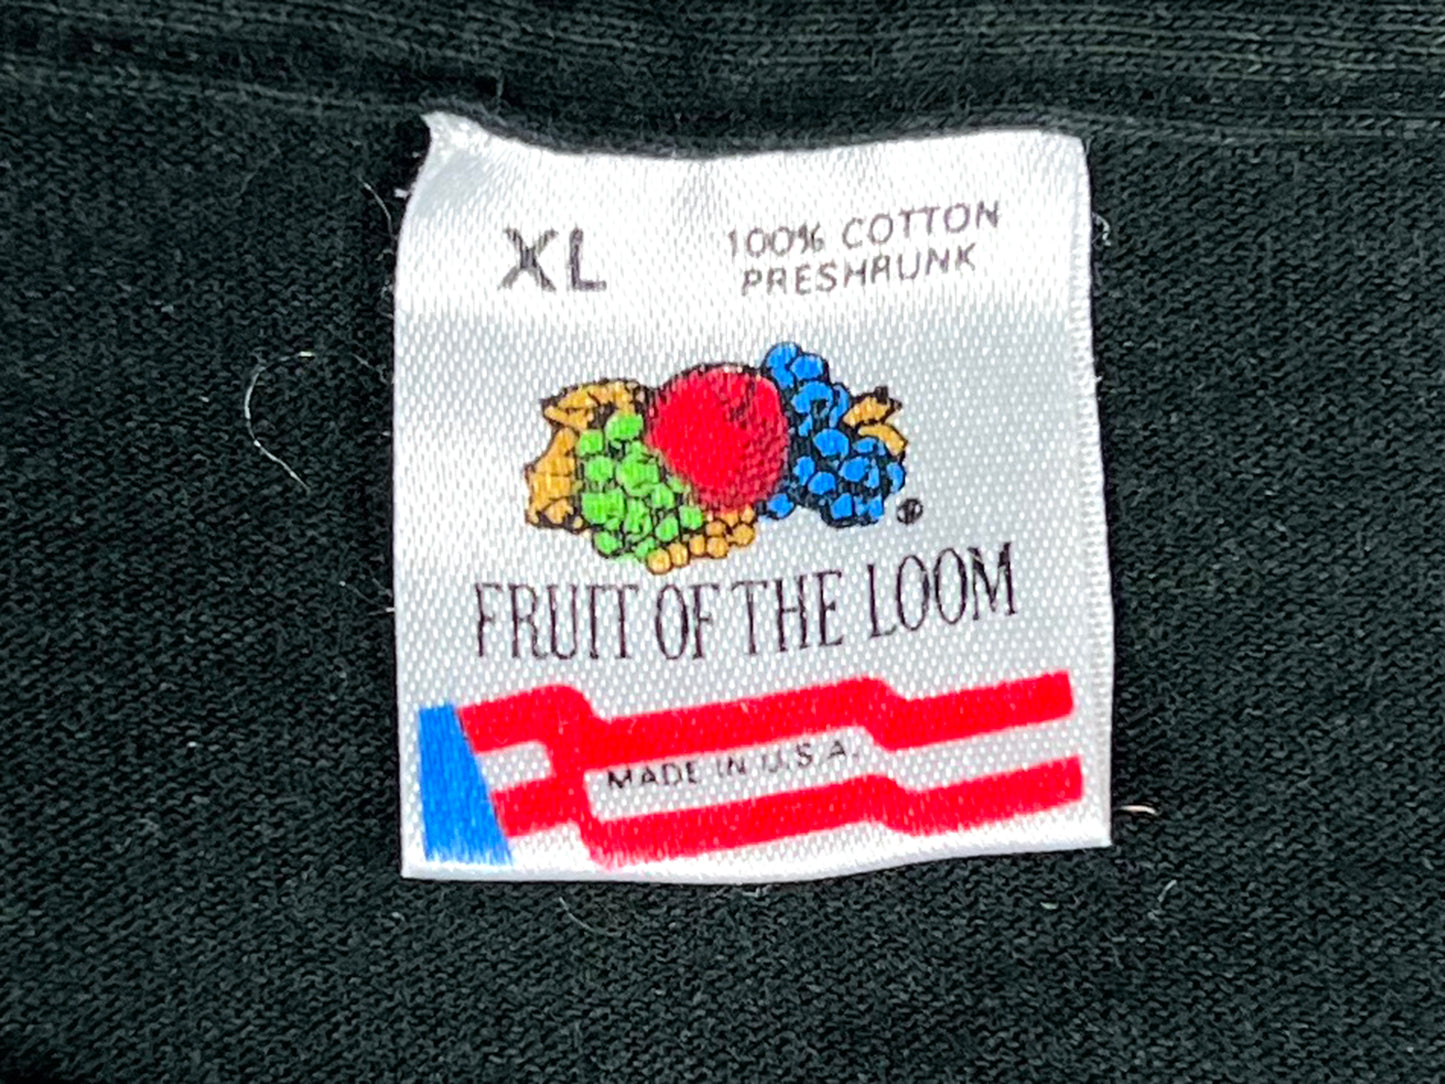 XL
100% COTTON
PRESHRUNK
®
FRUIT OF THE LOOM
MADE IN U.S.A.